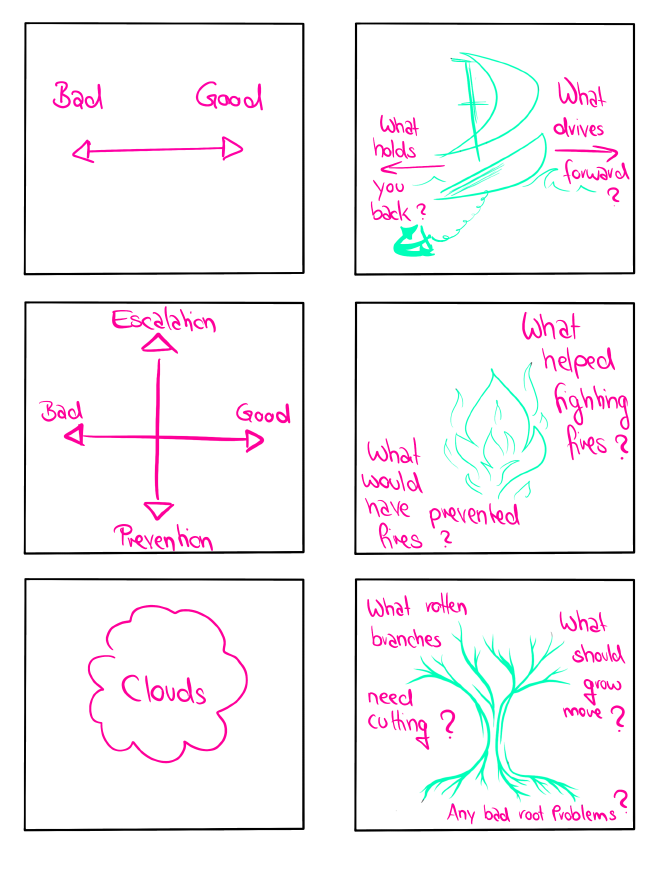 Bad Good
What
holds
you
back?
What
drives
forward
?
Escalation
Bad Good
Prevention
What
helped
fighting
fires?
What
would
have prevented
fires ?
Clouds
What rotten
branches
need
cutting ?
What
should
grow
move ?
Any bad root Problems ?